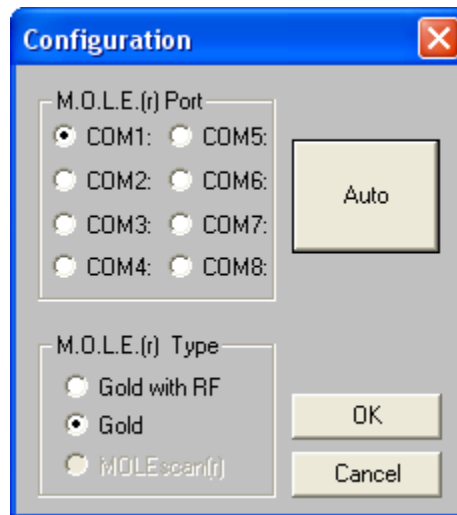 Configuration
M.O.L.E.(r) Port
COM1: COM5:
COM2: COM6:
COM3: COM7:
COM4: COM8:
Auto
M.O.L.E.(r) Type
Gold with RF
Gold
MOLEscan(r)
OK
Cancel